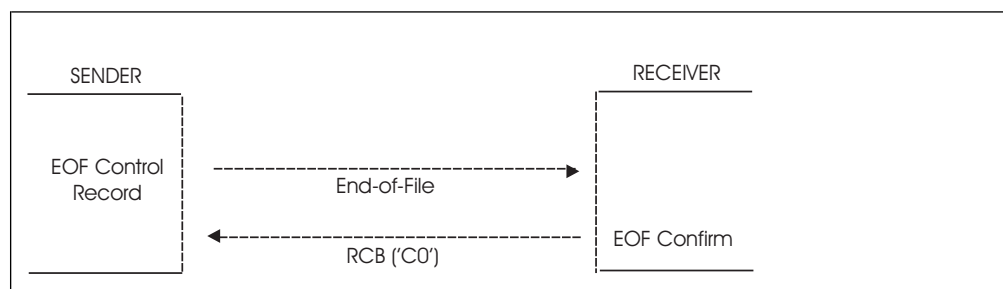 SENDER
RECEIVER
EOF Control
Record
End-of-File
EOF Confirm
RCB ('C0')